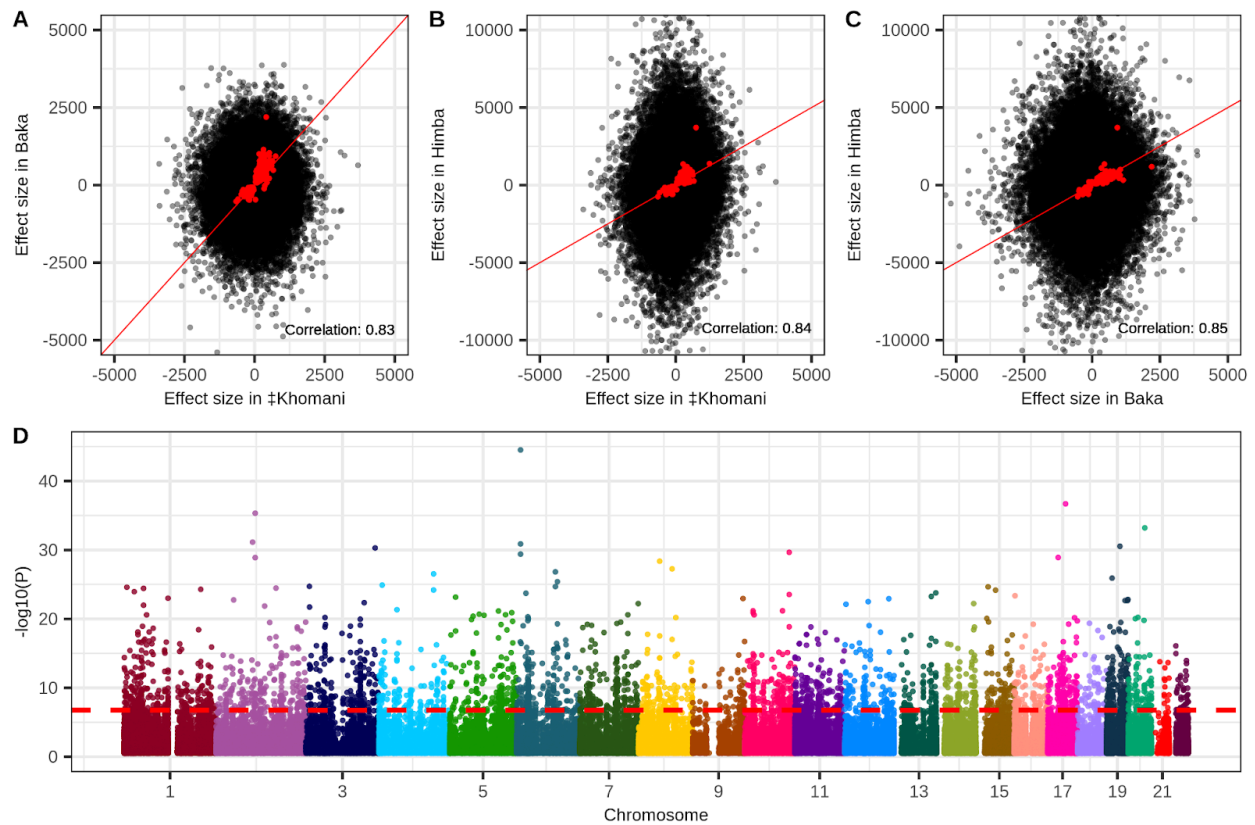 A
B
C
5000
2500
0
-2500
-5000
Effect size in Baka
Correlation: 0.83
-5000 -2500 0 2500 5000
Effect size in ‡Khomani
10000
5000
0
-5000
-10000
Effect size in Himba
Correlation: 0.84
-5000 -2500 0 2500 5000
Effect size in ‡Khomani
10000
5000
0
-5000
-10000
Effect size in Himba
Correlation: 0.85
-5000 -2500 0 2500 5000
Effect size in Baka
D
40
30
20
10
0
-log10(P)
1 3 5 7 9 11 13 15 17 19 21
Chromosome